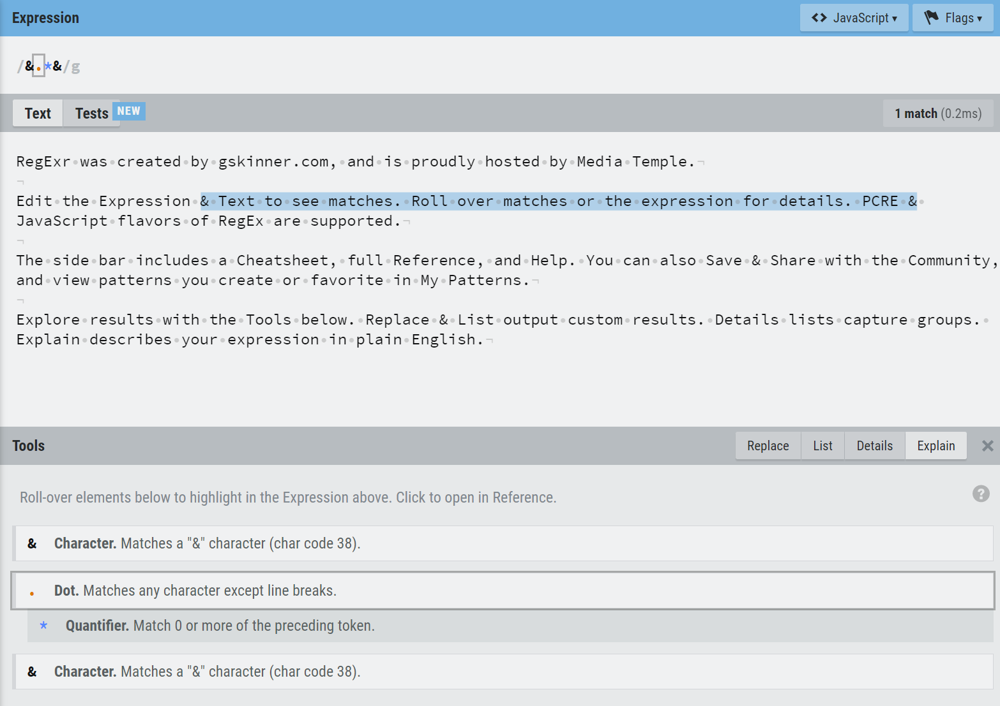 Expression
<> JavaScript ▾ Flags ▾
/&.*&/g
Text Tests NEW 1 match (0.2ms)
RegExr was created by gskinner.com, and is proudly hosted by Media Temple.
Edit the Expression & Text to see matches. Roll over matches or the expression for details. PCRE &
JavaScript flavors of RegEx are supported.
The side bar includes a Cheatsheet, full Reference, and Help. You can also Save & Share with the Community,
and view patterns you create or favorite in My Patterns.
Explore results with the Tools below. Replace & List output custom results. Details lists capture groups.
Explain describes your expression in plain English.
Tools Replace List Details Explain ×
Roll-over elements below to highlight in the Expression above. Click to open in Reference. ?
& Character. Matches a "&" character (char code 38).
. Dot. Matches any character except line breaks.
* Quantifier. Match 0 or more of the preceding token.
& Character. Matches a "&" character (char code 38).